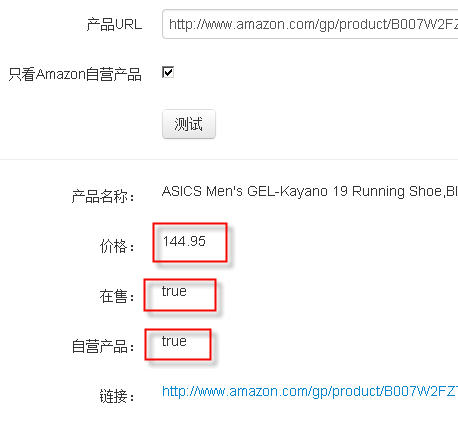 产品URL http://www.amazon.com/gp/product/B007W2FZ
只看Amazon自营产品
测试
产品名称： ASICS Men's GEL-Kayano 19 Running Shoe,Bl
价格： 144.95
在售： true
自营产品： true
链接： http://www.amazon.com/gp/product/B007W2FZ